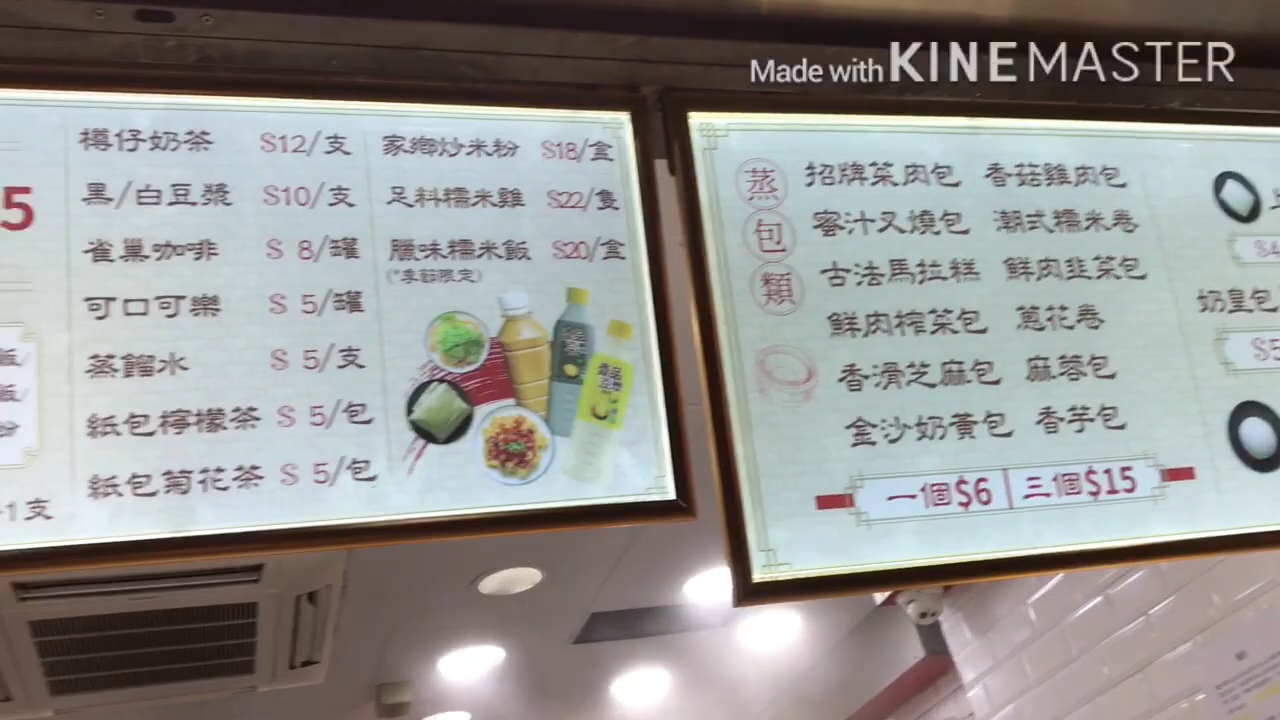 Made with KINEMASTER
5
樽仔奶茶 $12/支
黑/白豆漿 $10/支
雀巢咖啡 $ 8/罐
可口可樂 $ 5/罐
蒸餾水 $ 5/支
紙包檸檬茶 $ 5/包
紙包菊花茶 $ 5/包
1支
家鄉炒米粉 $18/盒
足料糯米雞 $22/隻
臘味糯米飯 $20/盒
(*季節限定)
蒸包類
招牌菜肉包 香菇雞肉包
蜜汁叉燒包 潮式糯米卷
古法馬拉糕 鮮肉韭菜包
鮮肉榨菜包 蔥花卷
香滑芝麻包 麻蓉包
金沙奶黃包 香芋包
一個$6 三個$15
奶皇包
$5